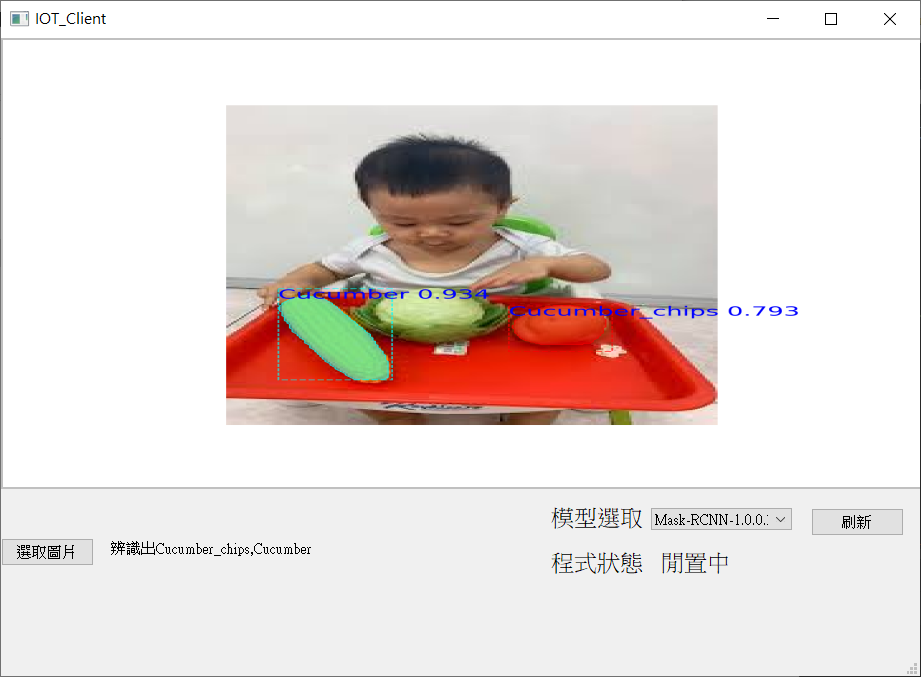 IOT_Client
Cucumber 0.934
Cucumber_chips 0.793
模型選取 Mask-RCNN-1.0.0. 刷新
選取圖片 辨識出Cucumber_chips,Cucumber
程式狀態 閒置中